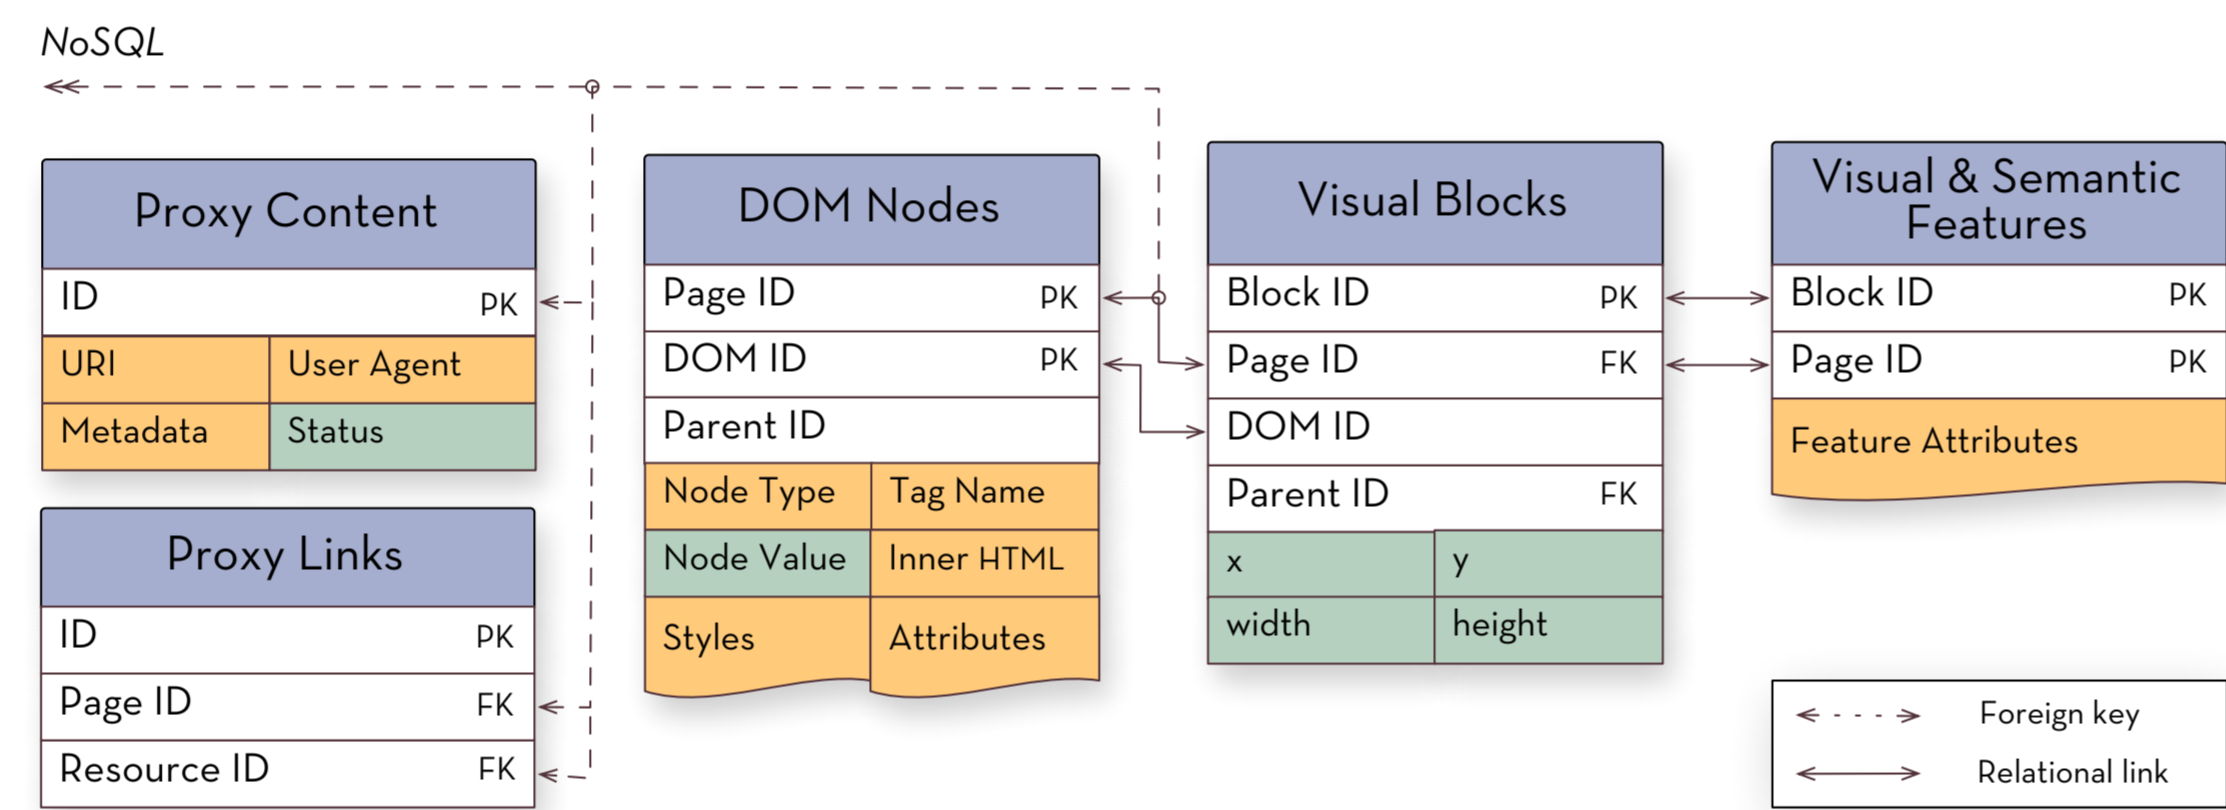 NoSQL
Proxy Content
ID PK
URI User Agent
Metadata Status
Proxy Links
ID PK
Page ID FK
Resource ID FK
DOM Nodes
Page ID PK
DOM ID PK
Parent ID
Node Type Tag Name
Node Value Inner HTML
Styles Attributes
Visual Blocks
Block ID PK
Page ID FK
DOM ID
Parent ID FK
x y
width height
Visual & Semantic
Features
Block ID PK
Page ID PK
Feature Attributes
Foreign key
Relational link